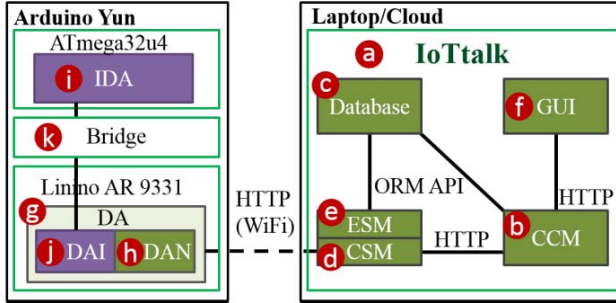 Arduino Yun
ATmega32u4
i IDA
k Bridge
Linino AR 9331
g
DA
j DAI h DAN
HTTP
(WiFi)
Laptop/Cloud
a IoTtalk
c Database
f GUI
ORM API
HTTP
e ESM
d CSM
HTTP
b CCM